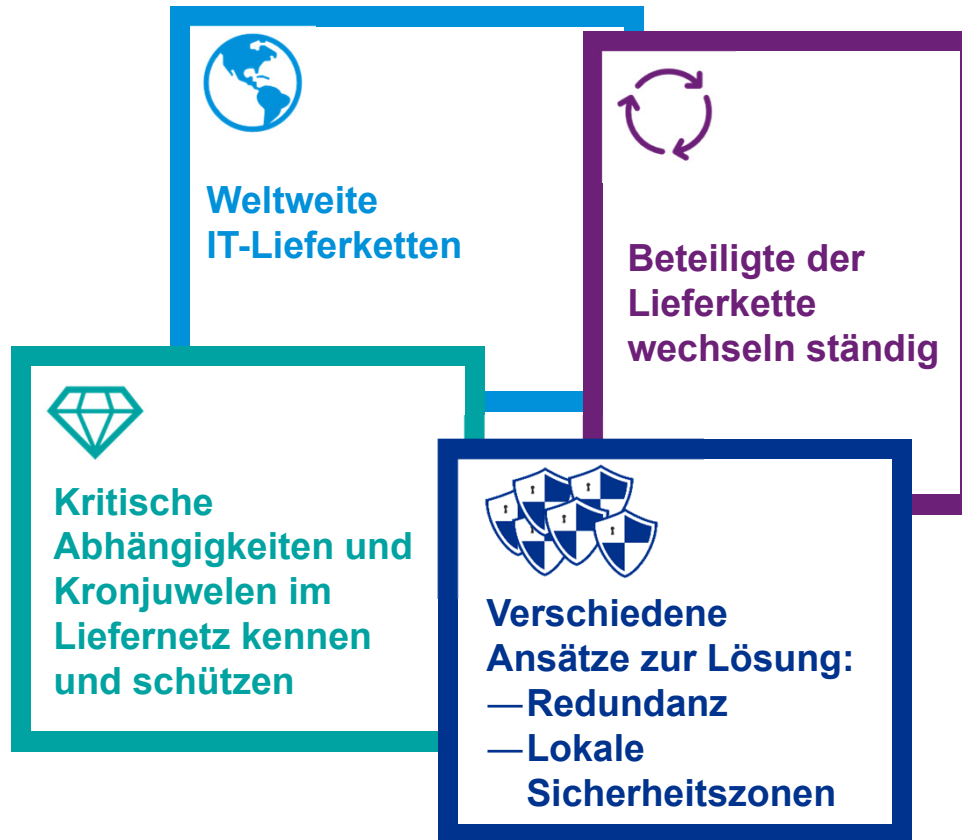 Weltweite
IT-Lieferketten
Beteiligte der
Lieferkette
wechseln ständig
Kritische
Abhängigkeiten und
Kronjuwelen im
Liefernetz kennen
und schützen
Verschiedene
Ansätze zur Lösung:
—Redundanz
—Lokale
Sicherheitszonen